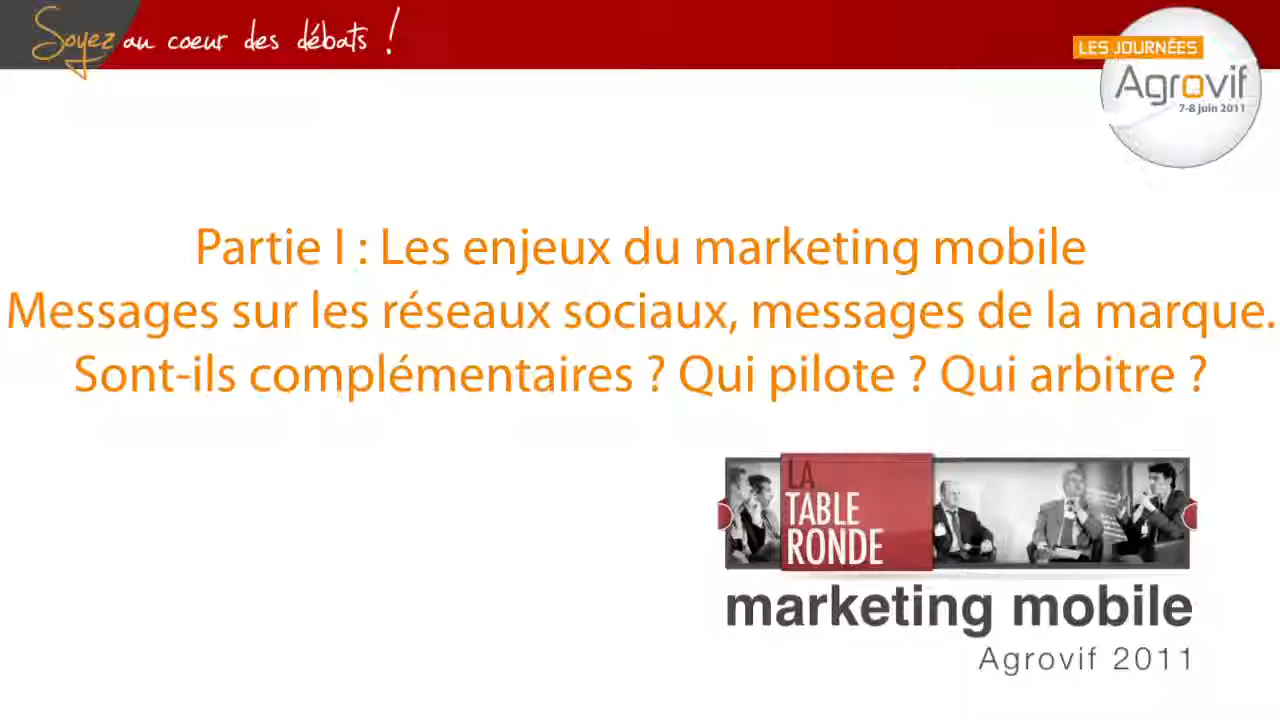 Soyez au coeur des débats !
LES JOURNÉES
Agrovif
7-8 juin 2011
Partie I : Les enjeux du marketing mobile
Messages sur les réseaux sociaux, messages de la marque.
Sont-ils complémentaires ? Qui pilote ? Qui arbitre ?
LA
TABLE
RONDE
marketing mobile
Agrovif 2011